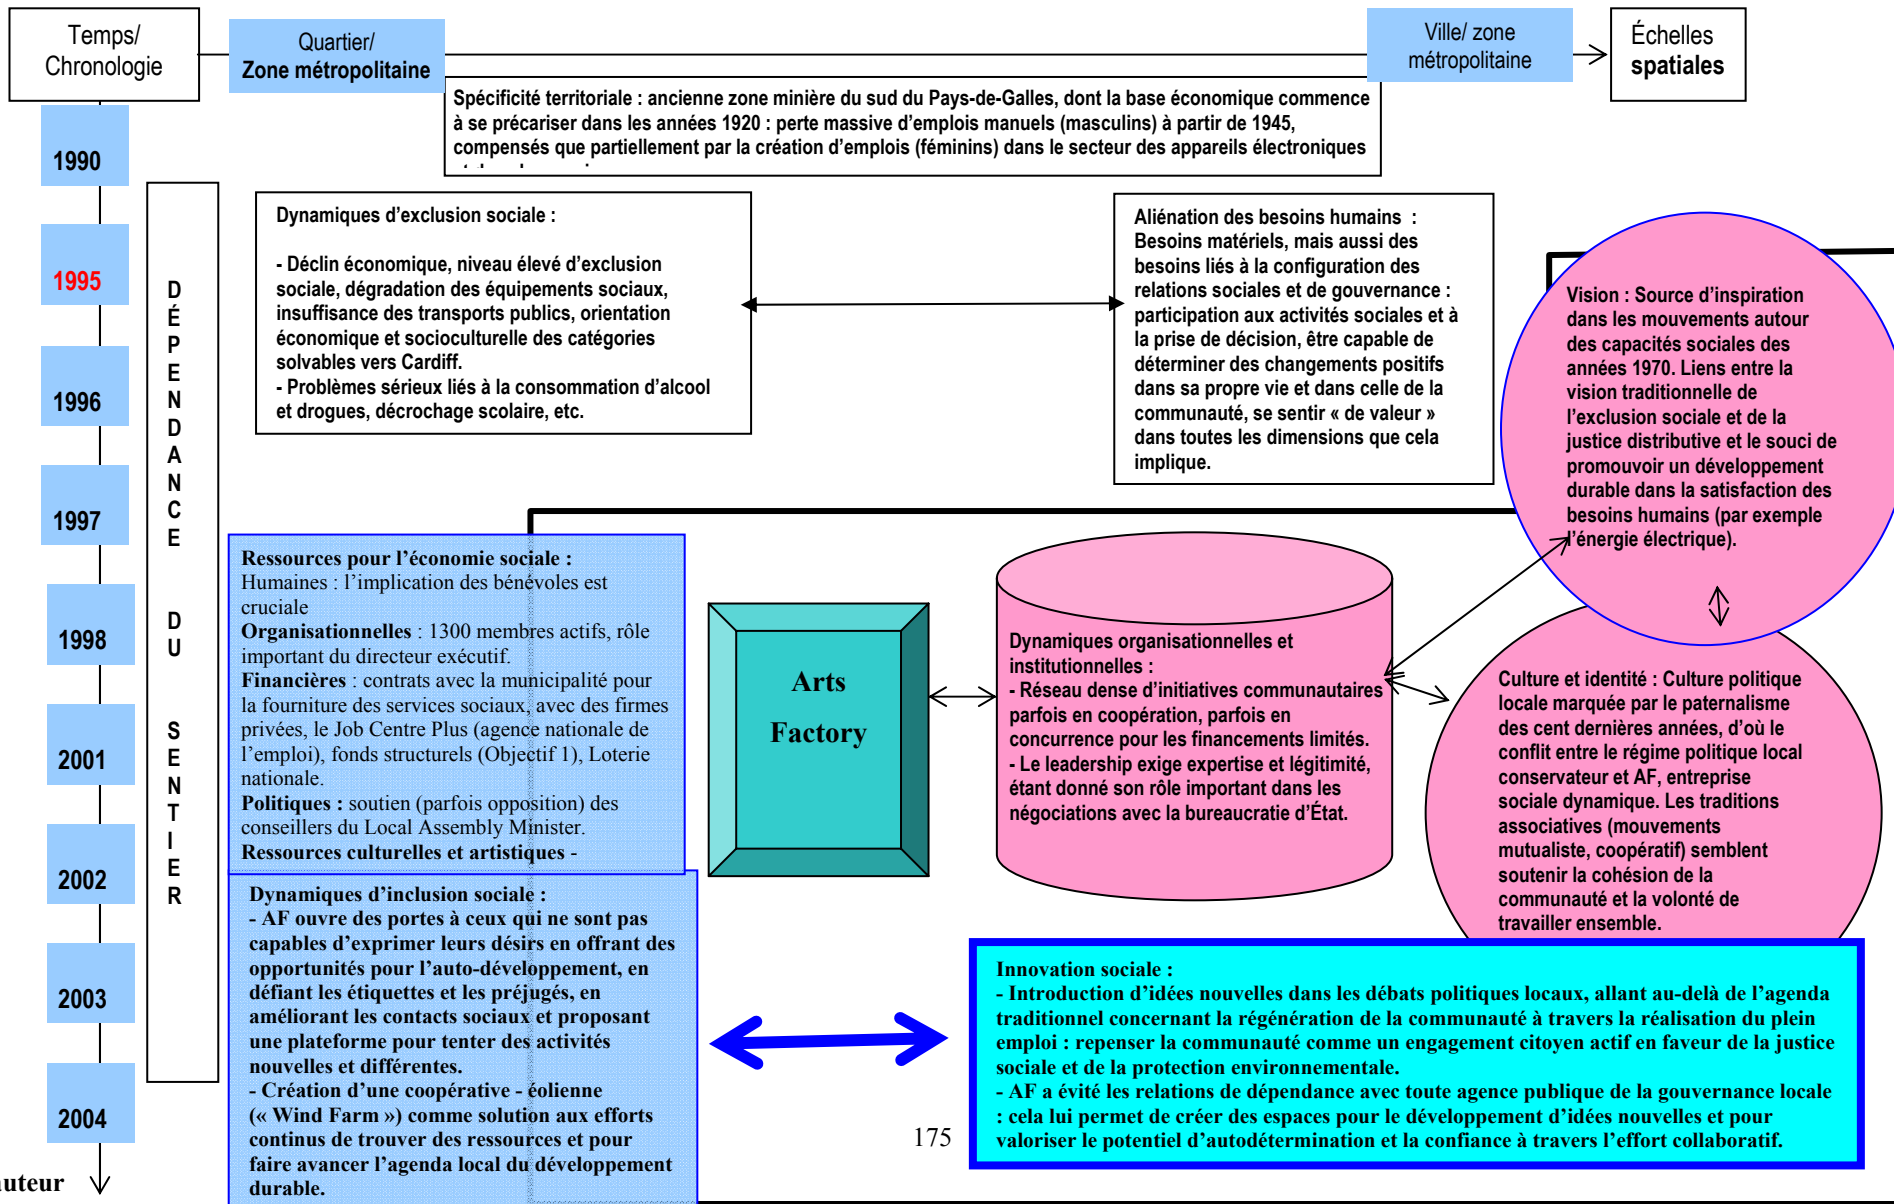 Temps/
Chronologie
Quartier/
Zone métropolitaine
Ville/ zone
métropolitaine
Échelles
spatiales
Spécificité territoriale : ancienne zone minière du sud du Pays-de-Galles, dont la base économique commence
à se précariser dans les années 1920 : perte massive d’emplois manuels (masculins) à partir de 1945,
compensés que partiellement par la création d’emplois (féminins) dans le secteur des appareils électroniques
1990
1995
1996
1997
1998
2001
2002
2003
2004
DÉPENDANCE
DU
SENTIER
Dynamiques d’exclusion sociale :
- Déclin économique, niveau élevé d’exclusion
sociale, dégradation des équipements sociaux,
insuffisance des transports publics, orientation
économique et socioculturelle des catégories
solvables vers Cardiff.
- Problèmes sérieux liés à la consommation d’alcool
et drogues, décrochage scolaire, etc.
Aliénation des besoins humains :
Besoins matériels, mais aussi des
besoins liés à la configuration des
relations sociales et de gouvernance :
participation aux activités sociales et à
la prise de décision, être capable de
déterminer des changements positifs
dans sa propre vie et dans celle de la
communauté, se sentir « de valeur »
dans toutes les dimensions que cela
implique.
Vision : Source d’inspiration
dans les mouvements autour
des capacités sociales des
années 1970. Liens entre la
vision traditionnelle de
l’exclusion sociale et de la
justice distributive et le souci de
promouvoir un développement
durable dans la satisfaction des
besoins humains (par exemple
l’énergie électrique).
Ressources pour l’économie sociale :
Humaines : l’implication des bénévoles est
cruciale
Organisationnelles : 1300 membres actifs, rôle
important du directeur exécutif.
Financières : contrats avec la municipalité pour
la fourniture des services sociaux, avec des firmes
privées, le Job Centre Plus (agence nationale de
l’emploi), fonds structurels (Objectif 1), Loterie
nationale.
Politiques : soutien (parfois opposition) des
conseillers du Local Assembly Minister.
Ressources culturelles et artistiques -
Arts
Factory
Dynamiques organisationnelles et
institutionnelles :
- Réseau dense d’initiatives communautaires
parfois en coopération, parfois en
concurrence pour les financements limités.
- Le leadership exige expertise et légitimité,
étant donné son rôle important dans les
négociations avec la bureaucratie d’État.
Culture et identité : Culture politique
locale marquée par le paternalisme
des cent dernières années, d’où le
conflit entre le régime politique local
conservateur et AF, entreprise
sociale dynamique. Les traditions
associatives (mouvements
mutualiste, coopératif) semblent
soutenir la cohésion de la
communauté et la volonté de
travailler ensemble.
Dynamiques d’inclusion sociale :
- AF ouvre des portes à ceux qui ne sont pas
capables d’exprimer leurs désirs en offrant des
opportunités pour l’auto-développement, en
défiant les étiquettes et les préjugés, en
améliorant les contacts sociaux et proposant
une plateforme pour tenter des activités
nouvelles et différentes.
- Création d’une coopérative - éolienne
(« Wind Farm ») comme solution aux efforts
continus de trouver des ressources et pour
faire avancer l’agenda local du développement
durable.
Innovation sociale :
- Introduction d’idées nouvelles dans les débats politiques locaux, allant au-delà de l’agenda
traditionnel concernant la régénération de la communauté à travers la réalisation du plein
emploi : repenser la communauté comme un engagement citoyen actif en faveur de la justice
sociale et de la protection environnementale.
- AF a évité les relations de dépendance avec toute agence publique de la gouvernance locale
: cela lui permet de créer des espaces pour le développement d’idées nouvelles et pour
valoriser le potentiel d’autodétermination et la confiance à travers l’effort collaboratif.
175
auteur